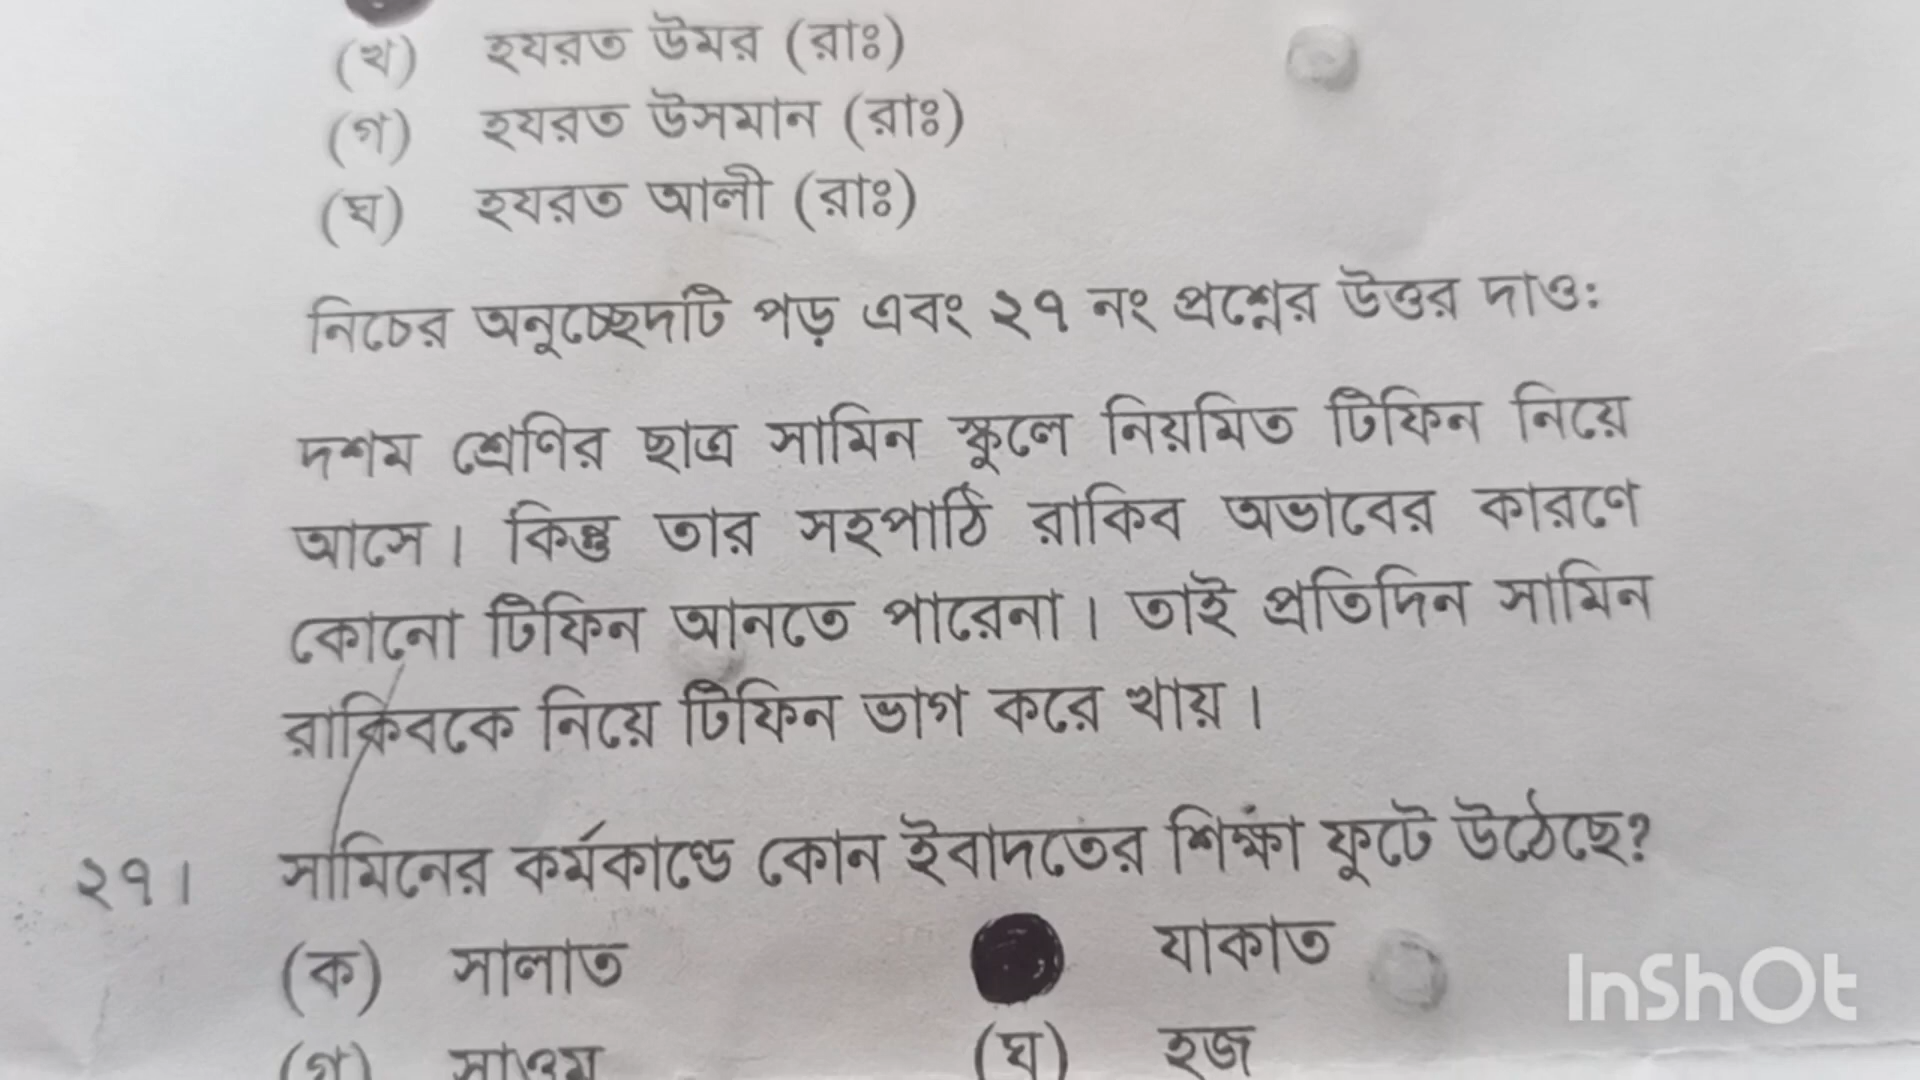 (খ) হযরত উমর (রাঃ)
(গ) হযরত উসমান (রাঃ)
(ঘ) হযরত আলী (রাঃ)
নিচের অনুচ্ছেদটি পড় এবং ২৭ নং প্রশ্নের উত্তর দাও:
দশম শ্রেণির ছাত্র সামিন স্কুলে নিয়মিত টিফিন নিয়ে
আসে। কিন্তু তার সহপাঠি রাকিব অভাবের কারণে
কোনো টিফিন আনতে পারেনা। তাই প্রতিদিন সামিন
রাকিবকে নিয়ে টিফিন ভাগ করে খায়।
২৭। সামিনের কর্মকাণ্ডে কোন ইবাদতের শিক্ষা ফুটে উঠেছে?
(ক) সালাত যাকাত
(গ) সাওম (ঘ) হজ
InShOt